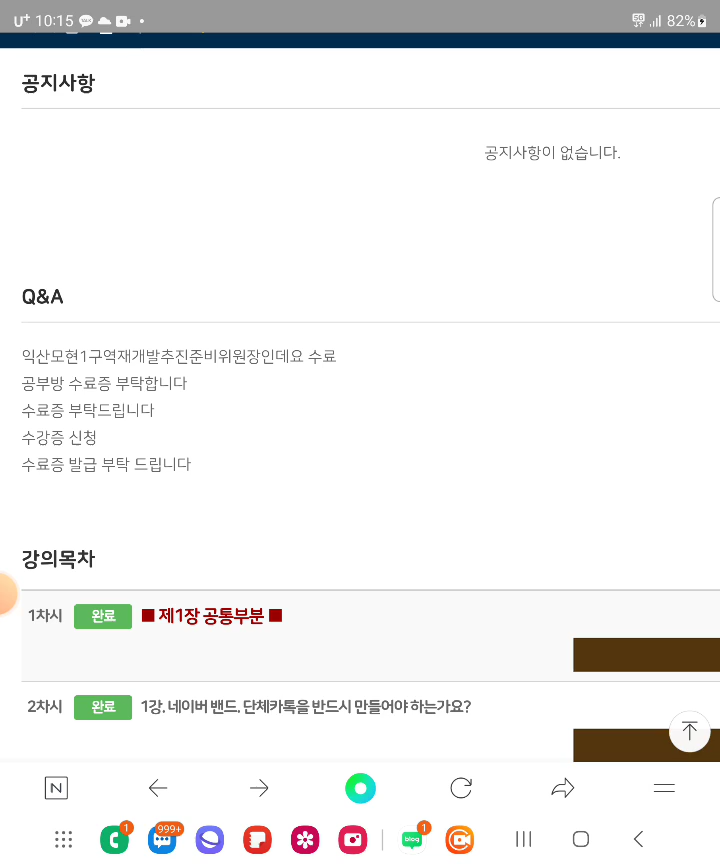 U+ 10:15 82%
공지사항
공지사항이 없습니다.
Q&A
익산모현1구역재개발추진준비위원장인데요 수료
공부방 수료증 부탁합니다
수료증 부탁드립니다
수강증 신청
수료증 발급 부탁 드립니다
강의목차
1차시 완료 ■ 제1장 공통부분 ■
2차시 완료 1강. 네이버 밴드, 단체카톡을 반드시 만들어야 하는가요?
N
1 999+ blog 1